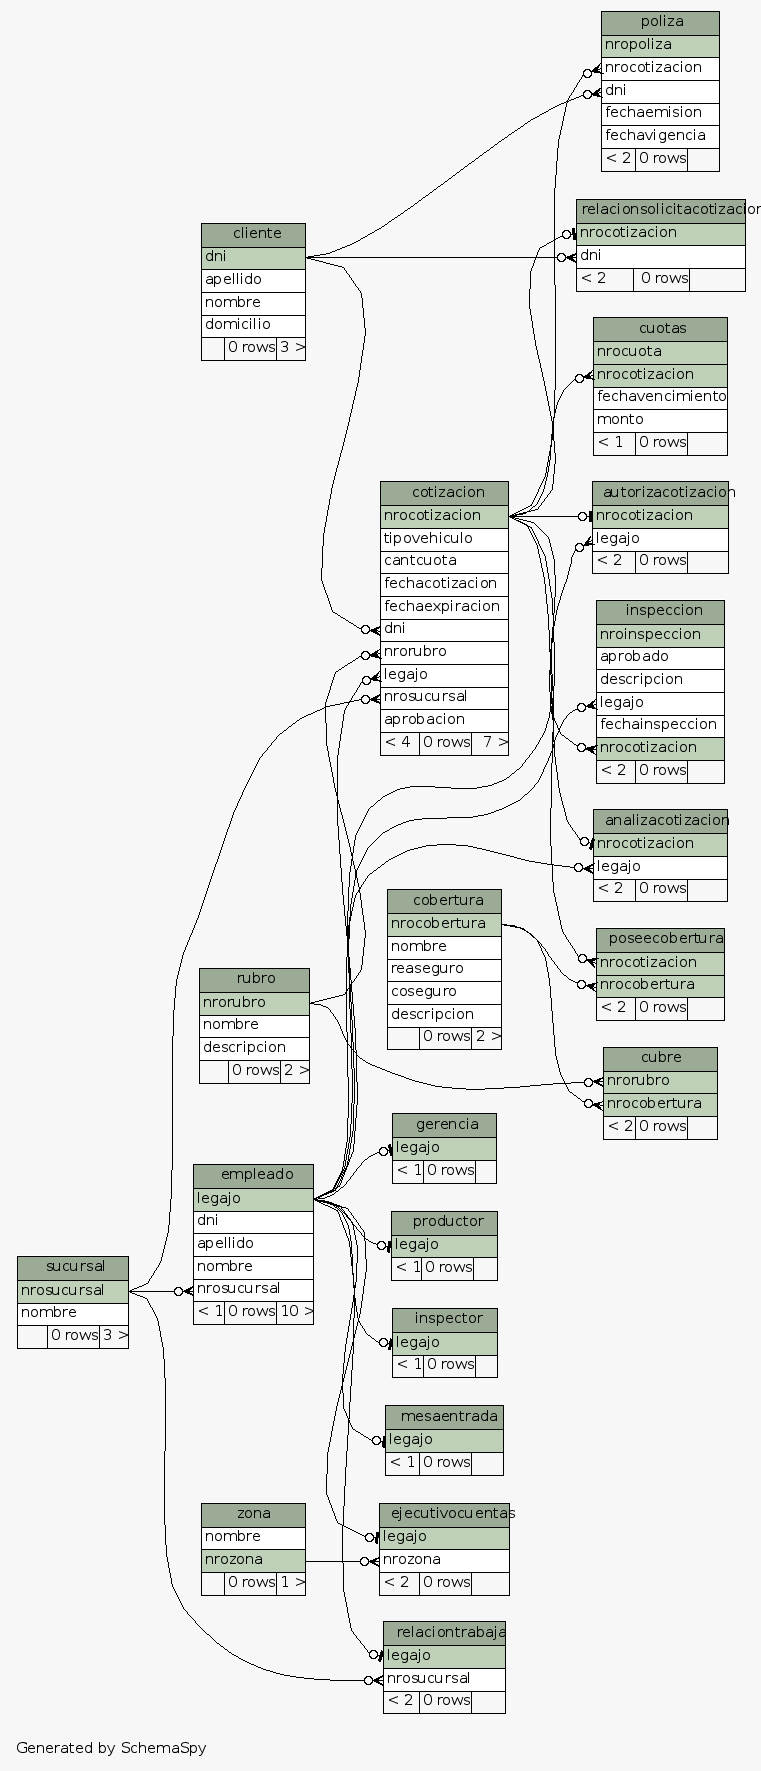 poliza
nropoliza
nrocotizacion
dni
fechaemision
fechavigencia
< 2 0 rows
relacionsolicitacotizacion
nrocotizacion
dni
< 2 0 rows
cliente
dni
apellido
nombre
domicilio
0 rows 3 >
cuotas
nrocuota
nrocotizacion
fechavencimiento
monto
< 1 0 rows
cotizacion
nrocotizacion
tipovehiculo
cantcuota
fechacotizacion
fechaexpiracion
dni
nrorubro
legajo
nrosucursal
aprobacion
< 4 0 rows 7 >
autorizacotizacion
nrocotizacion
legajo
< 2 0 rows
inspeccion
nroinspeccion
aprobado
descripcion
legajo
fechainspeccion
nrocotizacion
< 2 0 rows
analizacotizacion
nrocotizacion
legajo
< 2 0 rows
cobertura
nrocobertura
nombre
reaseguro
coseguro
descripcion
0 rows 2 >
poseecobertura
nrocotizacion
nrocobertura
< 2 0 rows
rubro
nrorubro
nombre
descripcion
0 rows 2 >
cubre
nrorubro
nrocobertura
< 2 0 rows
gerencia
legajo
< 1 0 rows
empleado
legajo
dni
apellido
nombre
nrosucursal
< 1 0 rows 10 >
productor
legajo
< 1 0 rows
sucursal
nrosucursal
nombre
0 rows 3 >
inspector
legajo
< 1 0 rows
mesaentrada
legajo
< 1 0 rows
zona
nombre
nrozona
0 rows 1 >
ejecutivocuentas
legajo
nrozona
< 2 0 rows
relaciontrabaja
legajo
nrosucursal
< 2 0 rows
Generated by SchemaSpy